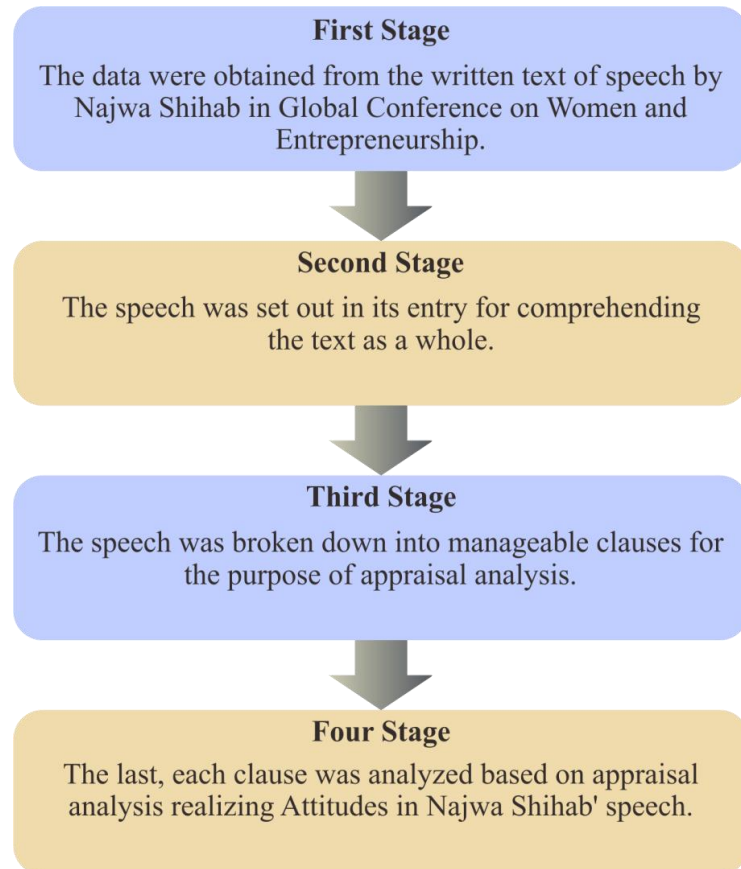 First Stage
The data were obtained from the written text of speech by
Najwa Shihab in Global Conference on Women and
Entrepreneurship.
Second Stage
The speech was set out in its entry for comprehending
the text as a whole.
Third Stage
The speech was broken down into manageable clauses for
the purpose of appraisal analysis.
Four Stage
The last, each clause was analyzed based on appraisal
analysis realizing Attitudes in Najwa Shihab' speech.